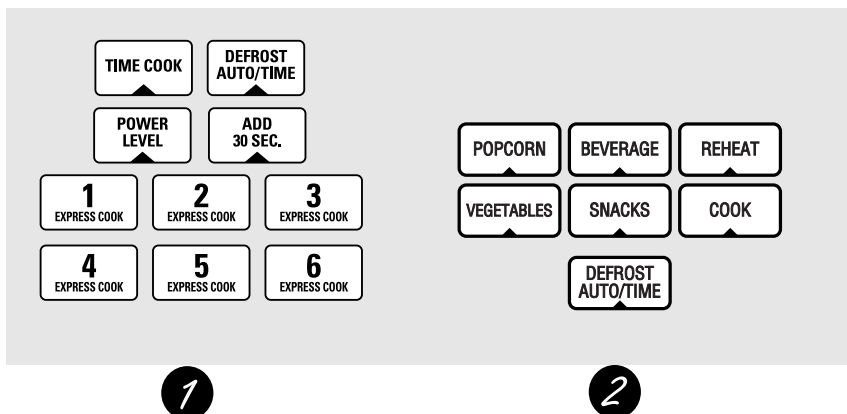 TIME COOK
DEFROST
AUTO/TIME
POWER
LEVEL
ADD
30 SEC.
1
EXPRESS COOK
2
EXPRESS COOK
3
EXPRESS COOK
4
EXPRESS COOK
5
EXPRESS COOK
6
EXPRESS COOK
POPCORN
BEVERAGE
REHEAT
VEGETABLES
SNACKS
COOK
DEFROST
AUTO/TIME
1
2